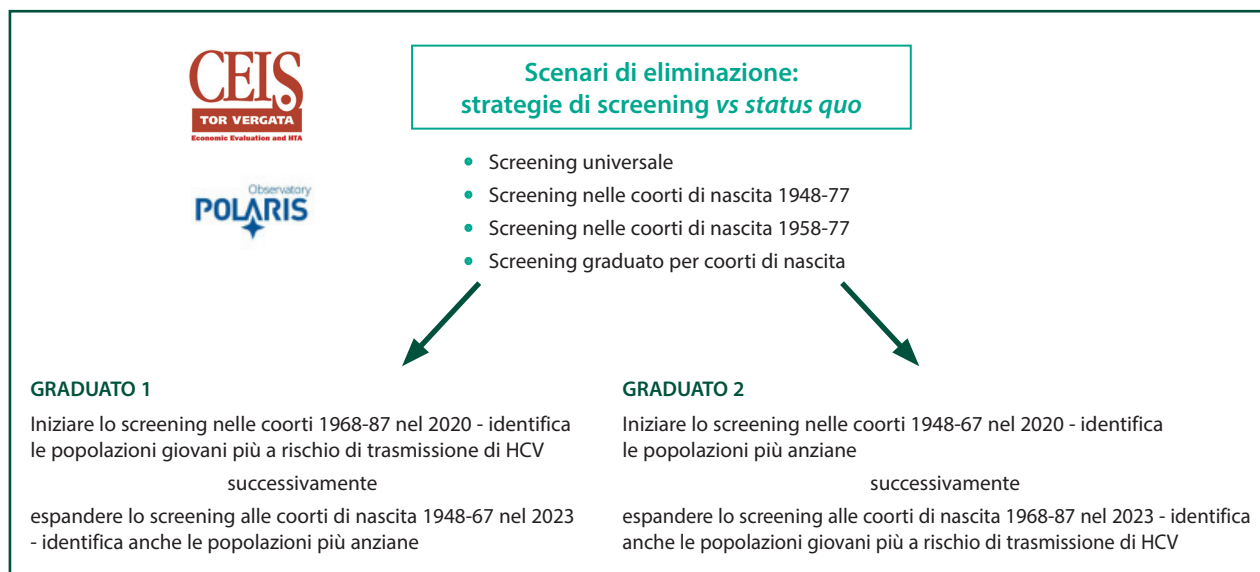 CEIS
TOR VERGATA
Economic Evaluation and HTA
Observatory
POLARIS
Scenari di eliminazione:
strategie di screening vs status quo
• Screening universale
• Screening nelle coorti di nascita 1948-77
• Screening nelle coorti di nascita 1958-77
• Screening graduato per coorti di nascita
GRADUATO 1
Iniziare lo screening nelle coorti 1968-87 nel 2020 - identifica
le popolazioni giovani più a rischio di trasmissione di HCV
successivamente
espandere lo screening alle coorti di nascita 1948-67 nel 2023
- identifica anche le popolazioni più anziane
GRADUATO 2
Iniziare lo screening nelle coorti 1948-67 nel 2020 - identifica
le popolazioni più anziane
successivamente
espandere lo screening alle coorti di nascita 1968-87 nel 2023 - identifica
anche le popolazioni giovani più a rischio di trasmissione di HCV